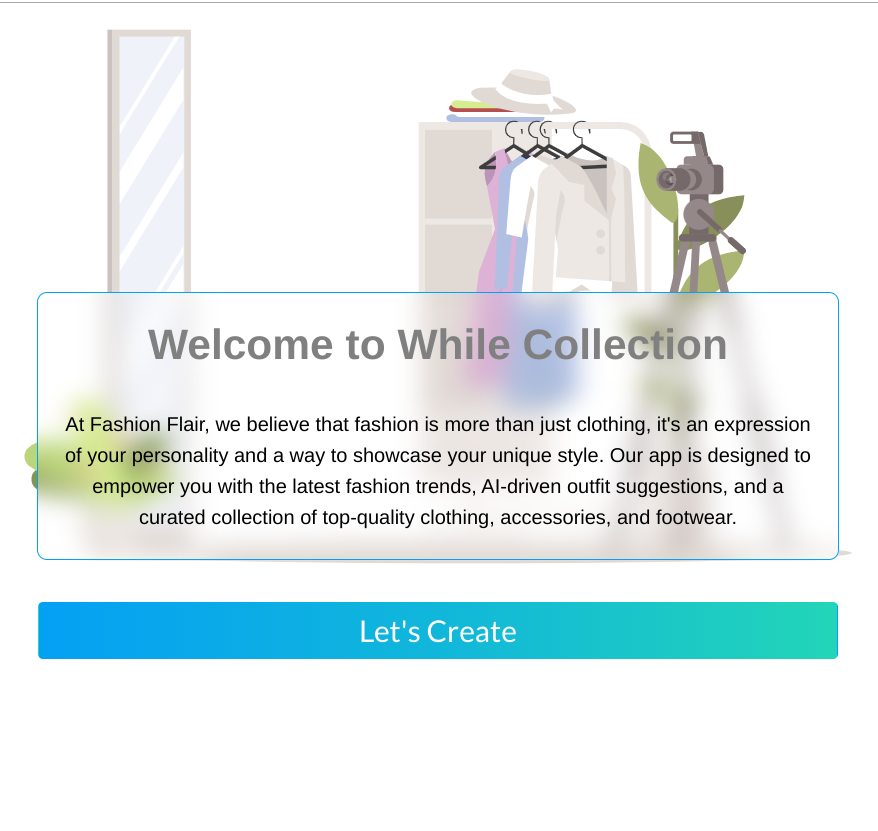 Welcome to While Collection
At Fashion Flair, we believe that fashion is more than just clothing, it's an expression
of your personality and a way to showcase your unique style. Our app is designed to
empower you with the latest fashion trends, AI-driven outfit suggestions, and a
curated collection of top-quality clothing, accessories, and footwear.
Let's Create